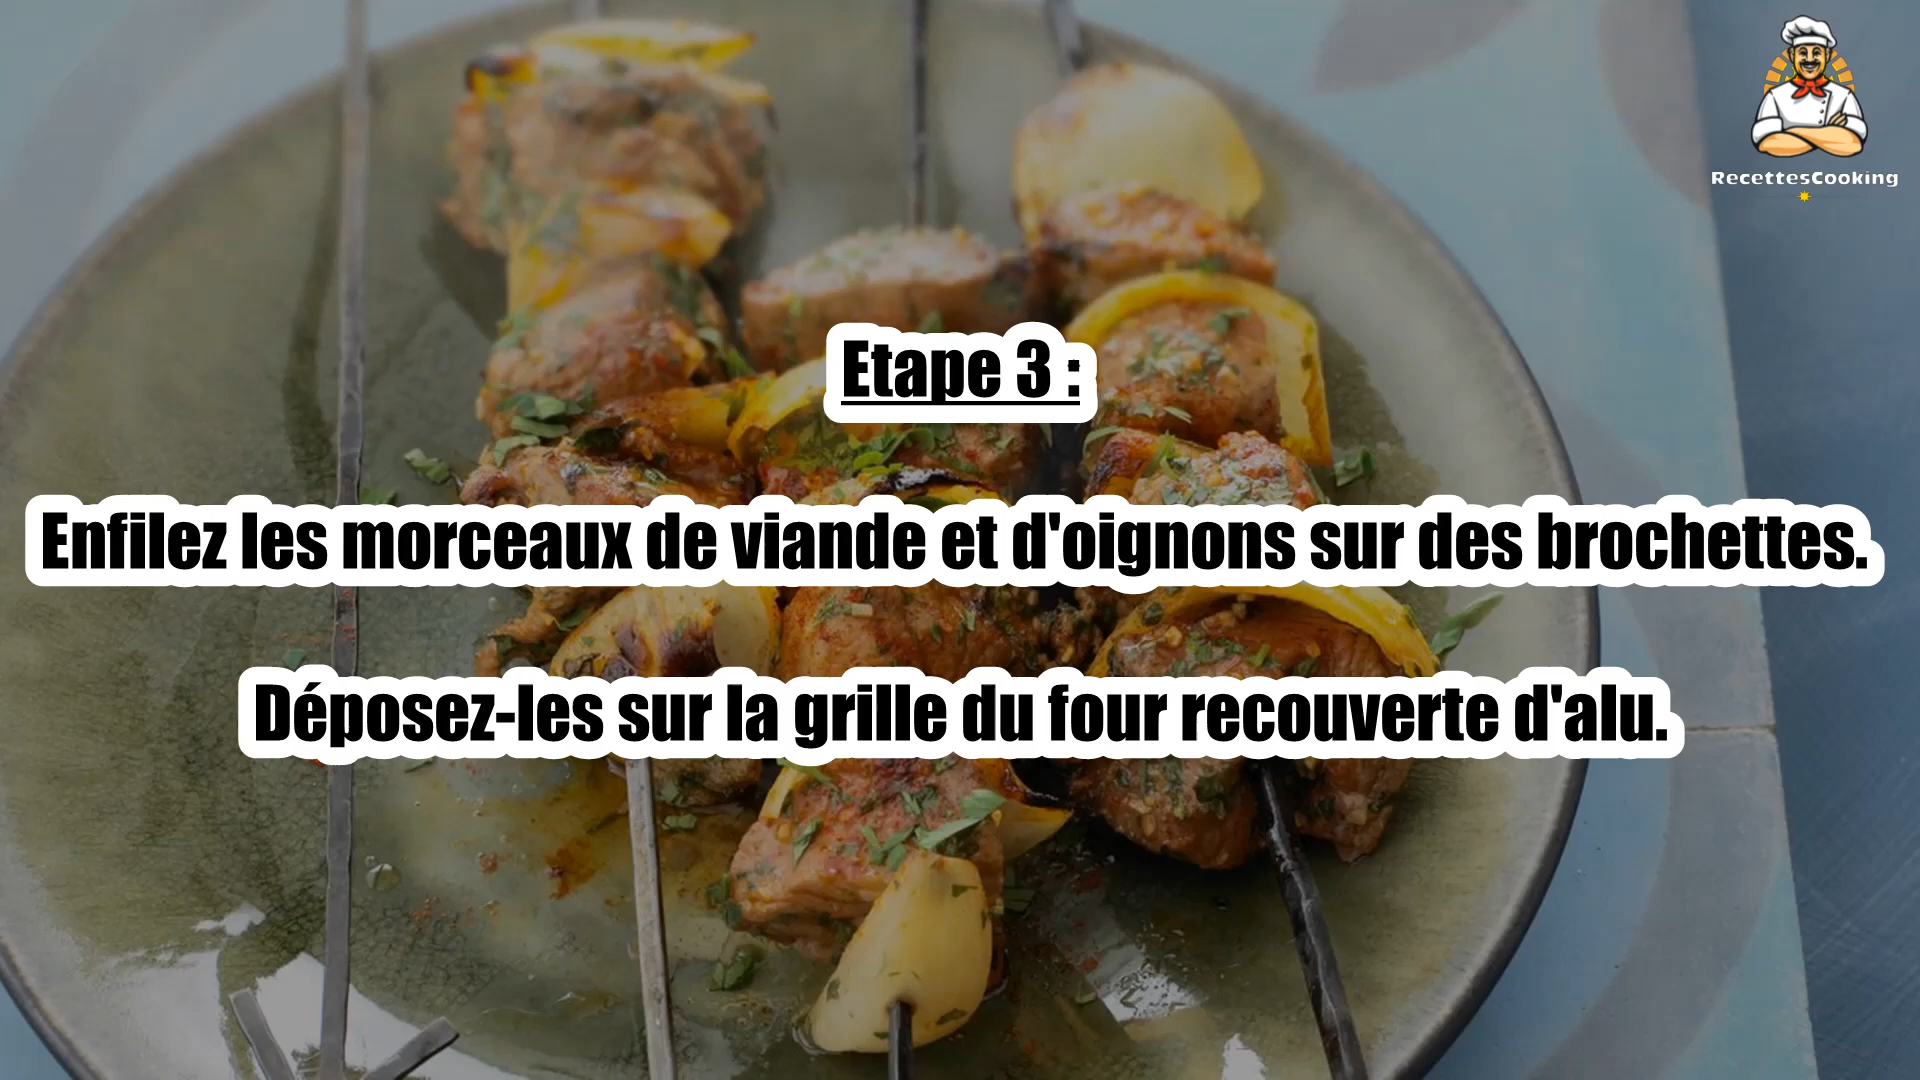 RecettesCooking
Etape 3 :
Enfilez les morceaux de viande et d'oignons sur des brochettes.
Déposez-les sur la grille du four recouverte d'alu.